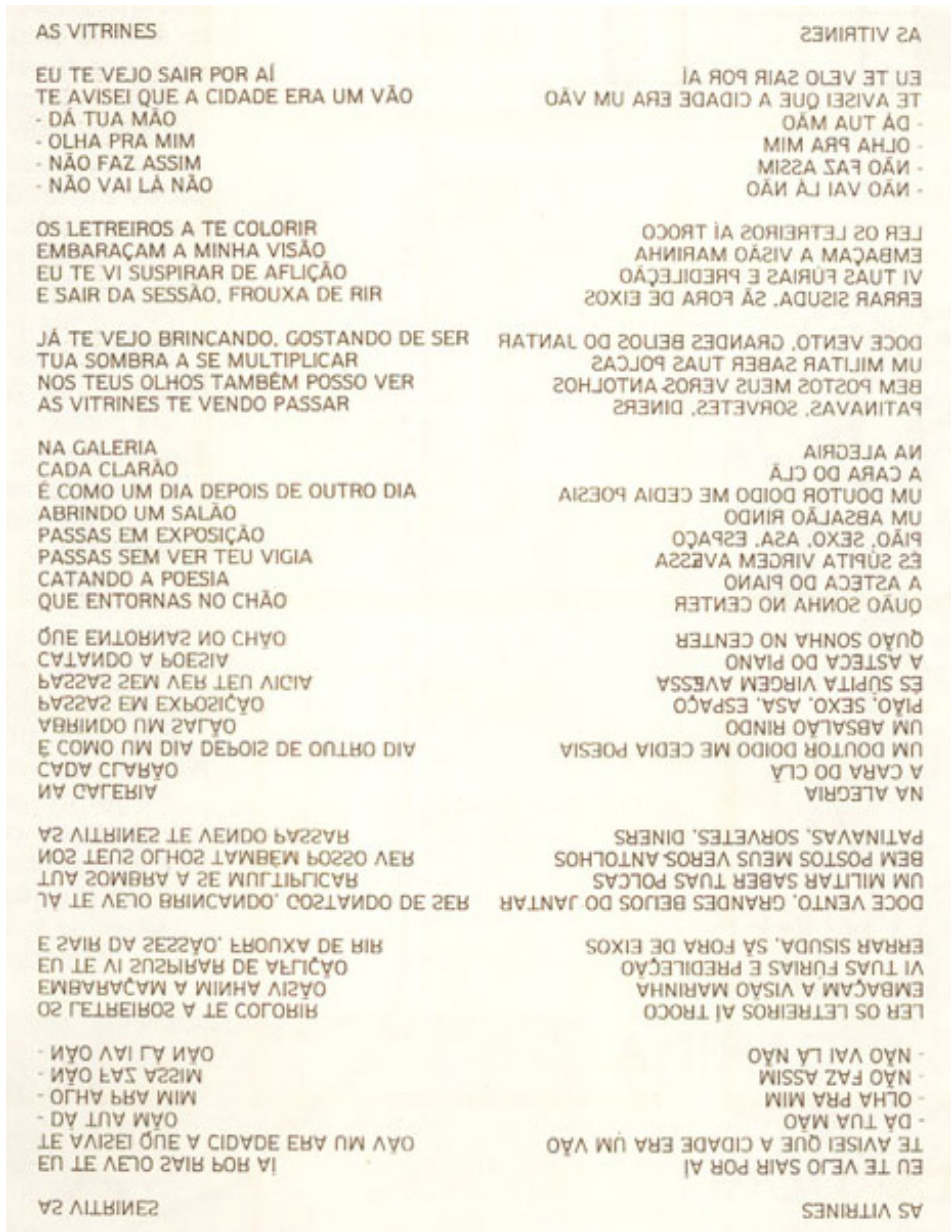 AS VITRINES
EU TE VEJO SAIR POR AÍ
TE AVISEI QUE A CIDADE ERA UM VÃO
- DÁ TUA MÃO
- OLHA PRA MIM
- NÃO FAZ ASSIM
- NÃO VAI LÁ NÃO
OS LETREIROS A TE COLORIR
EMBARAÇAM A MINHA VISÃO
EU TE VI SUSPIRAR DE AFLIÇÃO
E SAIR DA SESSÃO, FROUXA DE RIR
JÁ TE VEJO BRINCANDO, GOSTANDO DE SER
TUA SOMBRA A SE MULTIPLICAR
NOS TEUS OLHOS TAMBÉM POSSO VER
AS VITRINES TE VENDO PASSAR
NA GALERIA
CADA CLARÃO
É COMO UM DIA DEPOIS DE OUTRO DIA
ABRINDO UM SALÃO
PASSAS EM EXPOSIÇÃO
PASSAS SEM VER TEU VIGIA
CATANDO A POESIA
QUE ENTORNAS NO CHÃO
AS VITRINES
EU TE VEJO SAIR POR AÍ
TE AVISEI QUE A CIDADE ERA UM VÃO
- DÁ TUA MÃO
- OLHA PRA MIM
- NÃO FAZ ASSIM
- NÃO VAI LÁ NÃO
LER OS LETREIROS AÍ TROCO
EMBAÇAM A VISÃO MARINHA
VI TUAS FÚRIAS E PREDILEÇÃO
ERRAR SISUDA, SÃ FORA DE EIXOS
DOCE VENTO, GRANDES BEIJOS DO JANTAR
UM MILITAR SABER TUAS POLCAS
BEM POSTOS MEUS VEROS ANTOLHOS
PATINAVAS, SORVETES, DINERS
NA ALEGRIA
A CARA DO CLÃ
UM DOUTOR DOIDO ME CEDIA POESIA
UM ABSALÃO RINDO
PIÃO, SEXO, ASA, ESPAÇO
ÉS SÚPITA VIRGEM AVESSA
A ASTECA DO PIANO
QUÃO SONHA NO CENTER
QUE ENTORNAS NO CHÃO
CATANDO A POESIA
PASSAS SEM VER TEU VIGIA
PASSAS EM EXPOSIÇÃO
ABRINDO UM SALÃO
É COMO UM DIA DEPOIS DE OUTRO DIA
CADA CLARÃO
NA GALERIA
AS VITRINES TE VENDO PASSAR
NOS TEUS OLHOS TAMBÉM POSSO VER
TUA SOMBRA A SE MULTIPLICAR
JÁ TE VEJO BRINCANDO, GOSTANDO DE SER
E SAIR DA SESSÃO, FROUXA DE RIR
EU TE VI SUSPIRAR DE AFLIÇÃO
EMBARAÇAM A MINHA VISÃO
OS LETREIROS A TE COLORIR
- NÃO VAI LÁ NÃO
- NÃO FAZ ASSIM
- OLHA PRA MIM
- DÁ TUA MÃO
TE AVISEI QUE A CIDADE ERA UM VÃO
EU TE VEJO SAIR POR AÍ
AS VITRINES
QUÃO SONHA NO CENTER
A ASTECA DO PIANO
ÉS SÚPITA VIRGEM AVESSA
PIÃO, SEXO, ASA, ESPAÇO
UM ABSALÃO RINDO
UM DOUTOR DOIDO ME CEDIA POESIA
A CARA DO CLÃ
NA ALEGRIA
PATINAVAS, SORVETES, DINERS
BEM POSTOS MEUS VEROS ANTOLHOS
UM MILITAR SABER TUAS POLCAS
DOCE VENTO, GRANDES BEIJOS DO JANTAR
ERRAR SISUDA, SÃ FORA DE EIXOS
VI TUAS FÚRIAS E PREDILEÇÃO
EMBAÇAM A VISÃO MARINHA
LER OS LETREIROS AÍ TROCO
- NÃO VAI LÁ NÃO
- NÃO FAZ ASSIM
- OLHA PRA MIM
- DÁ TUA MÃO
TE AVISEI QUE A CIDADE ERA UM VÃO
EU TE VEJO SAIR POR AÍ
AS VITRINES